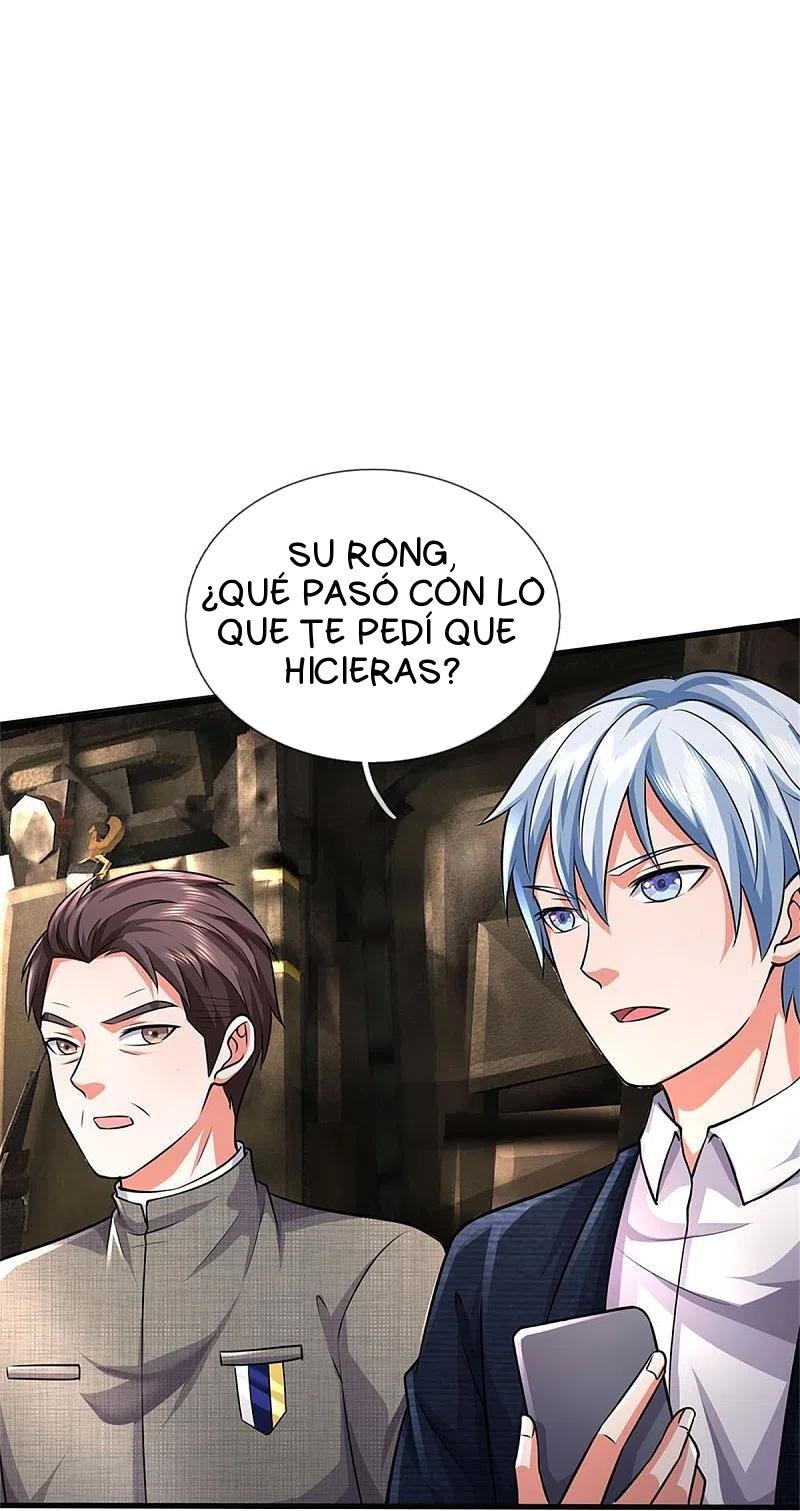 SU RONG,
¿QUÉ PASÓ CON LO
QUE TE PEDÍ QUE
HICIERAS?